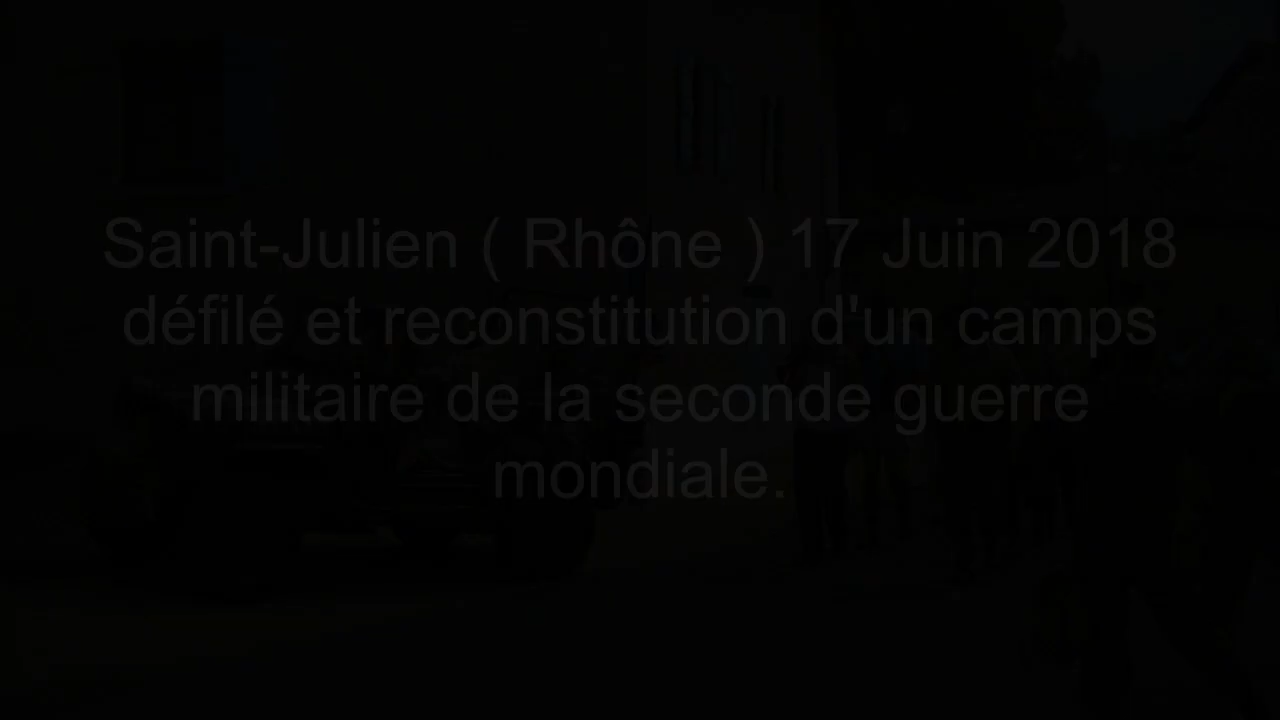 Saint-Julien ( Rhône ) 17 Juin 2018
défilé et reconstitution d'un camps
militaire de la seconde guerre
mondiale.